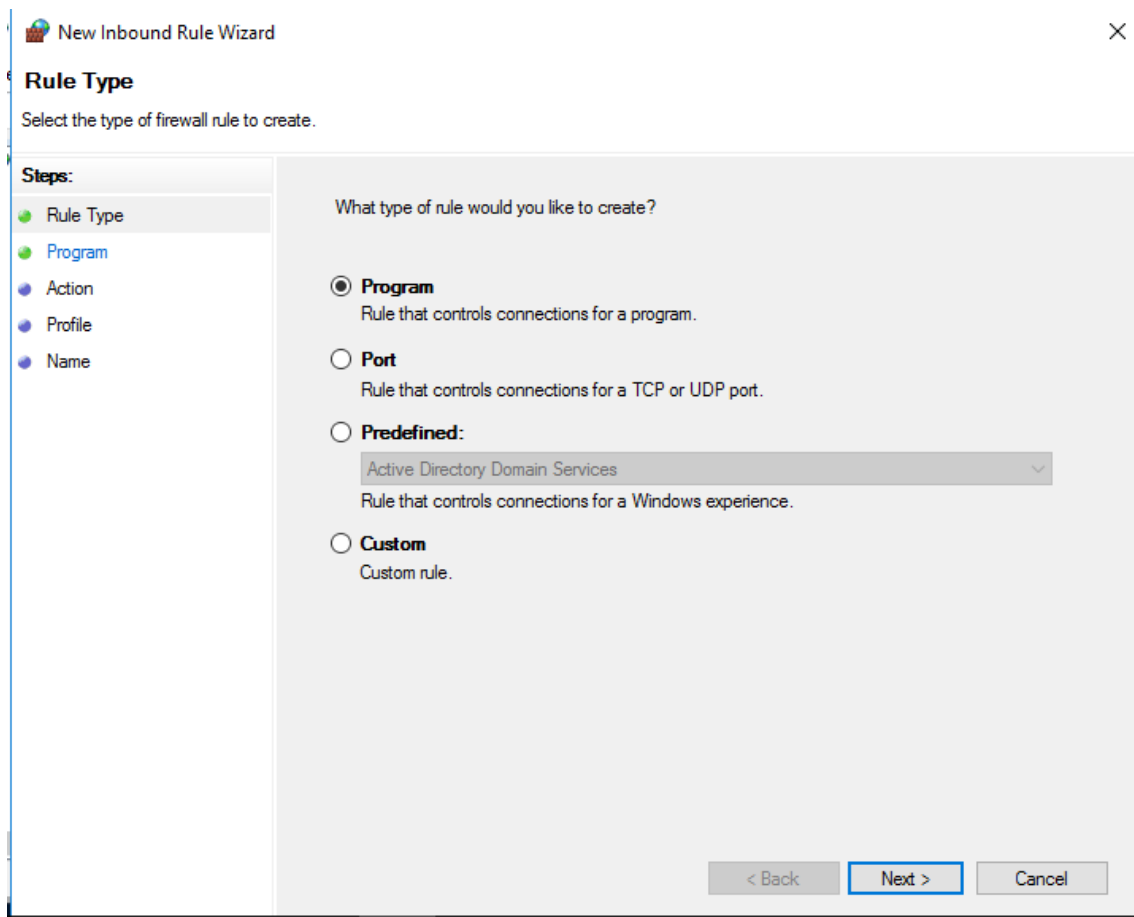 New Inbound Rule Wizard
Rule Type
Select the type of firewall rule to create.
Steps:
Rule Type
Program
Action
Profile
Name
What type of rule would you like to create?
Program
Rule that controls connections for a program.
Port
Rule that controls connections for a TCP or UDP port.
Predefined:
Active Directory Domain Services
Rule that controls connections for a Windows experience.
Custom
Custom rule.
< Back
Next >
Cancel